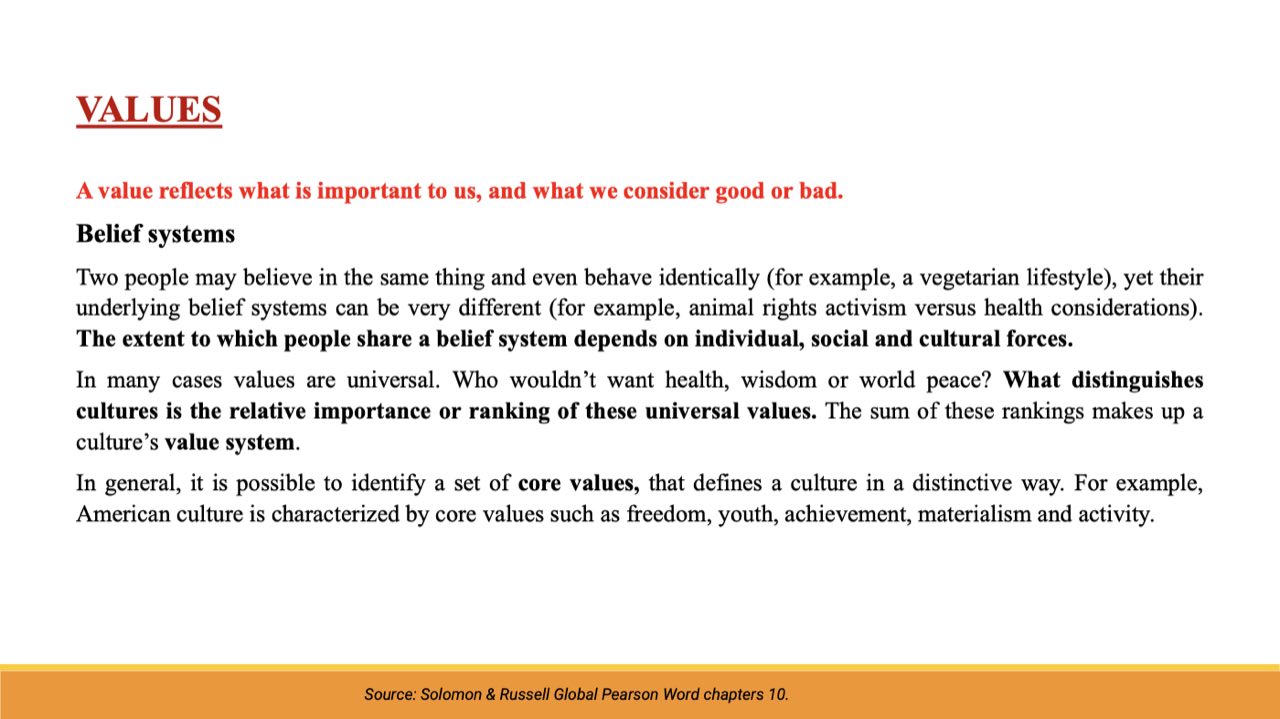 VALUES
A value reflects what is important to us, and what we consider good or bad.
Belief systems
Two people may believe in the same thing and even behave identically (for example, a vegetarian lifestyle), yet their
underlying belief systems can be very different (for example, animal rights activism versus health considerations).
The extent to which people share a belief system depends on individual, social and cultural forces.
In many cases values are universal. Who wouldn’t want health, wisdom or world peace? What distinguishes
cultures is the relative importance or ranking of these universal values. The sum of these rankings makes up a
culture’s value system.
In general, it is possible to identify a set of core values, that defines a culture in a distinctive way. For example,
American culture is characterized by core values such as freedom, youth, achievement, materialism and activity.
Source: Solomon & Russell Global Pearson Word chapters 10.